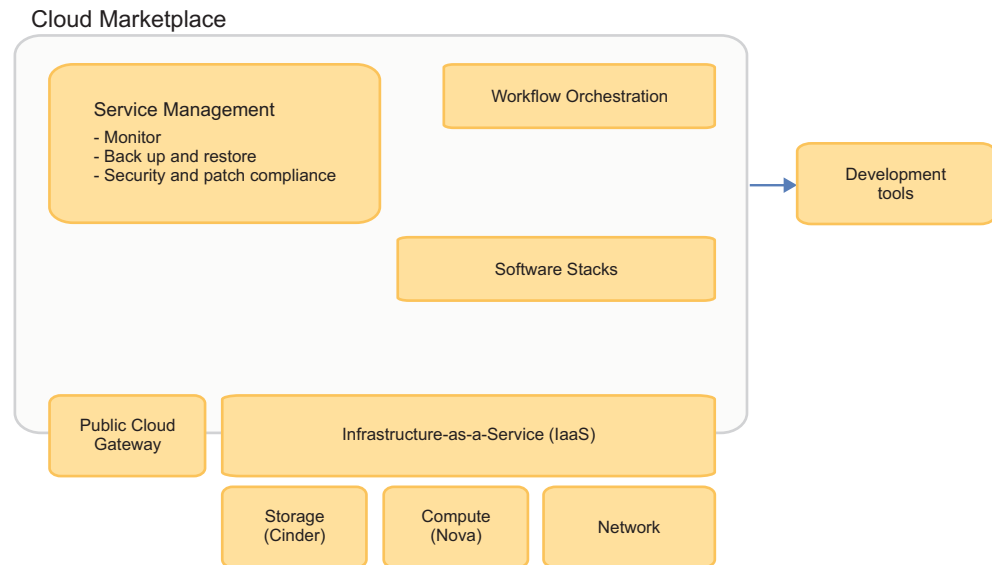 Cloud Marketplace
Service Management
- Monitor
- Back up and restore
- Security and patch compliance
Workflow Orchestration
Development
tools
Software Stacks
Public Cloud
Gateway
Infrastructure-as-a-Service (IaaS)
Storage
(Cinder)
Compute
(Nova)
Network